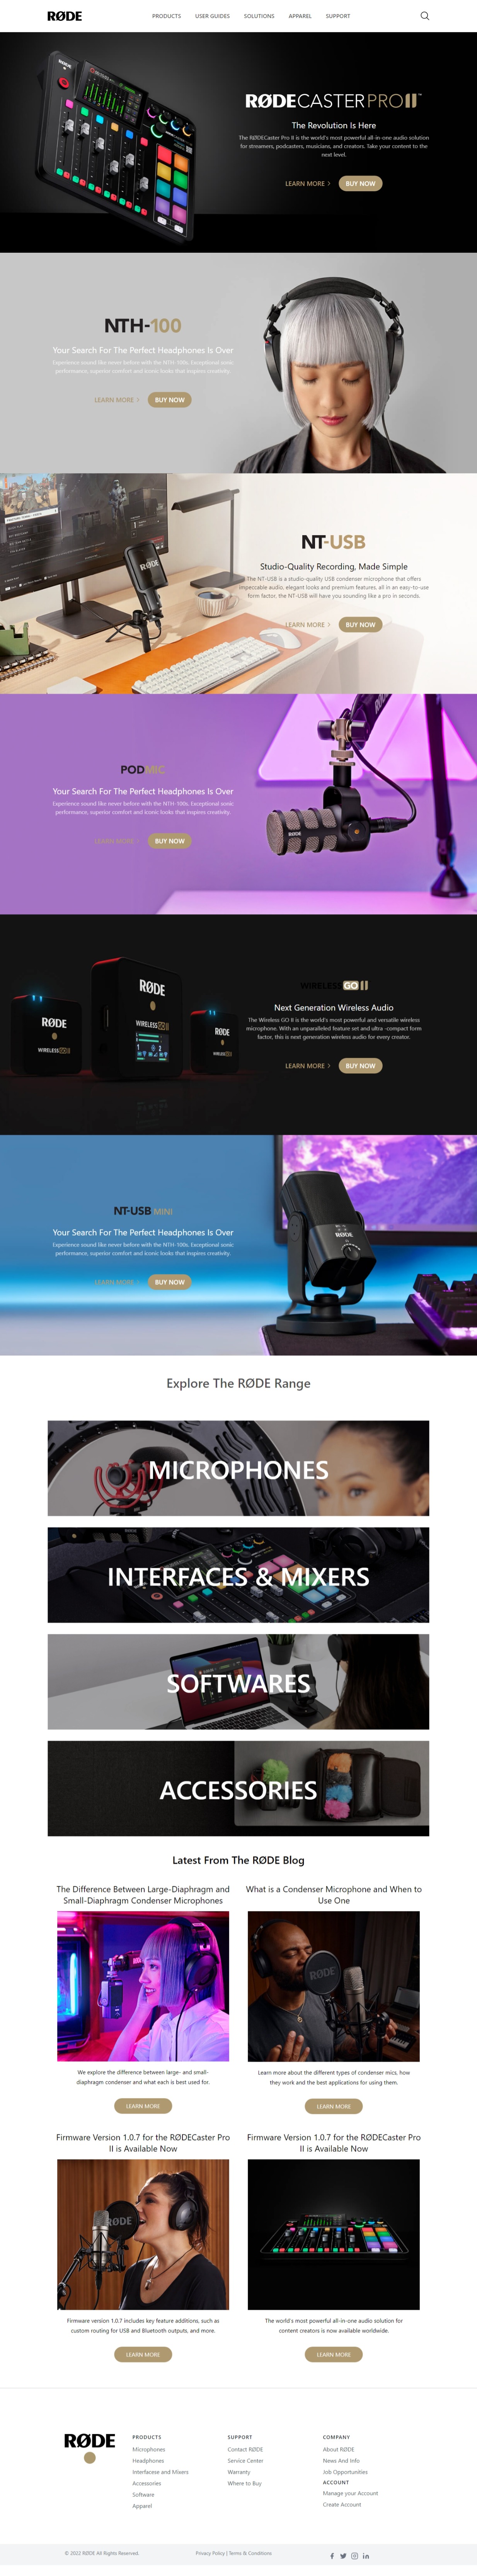 RØDE
PRODUCTS USER GUIDES SOLUTIONS APPAREL SUPPORT
RØDECASTER PRO II™
The Revolution Is Here
The RØDECaster Pro II is the world's most powerful all-in-one audio solution
for streamers, podcasters, musicians, and creators. Take your content to the
next level.
LEARN MORE > BUY NOW
NTH-100
Your Search For The Perfect Headphones Is Over
Experience sound like never before with the NTH-100s. Exceptional sonic
performance, superior comfort and iconic looks that inspires creativity.
LEARN MORE > BUY NOW
RØDE
NT-USB
Studio-Quality Recording, Made Simple
The NT-USB is a studio-quality USB condenser microphone that offers
impeccable audio, elegant looks and premium features, all in an easy-to-use
form factor, the NT-USB will have you sounding like a pro in seconds.
LEARN MORE > BUY NOW
PODMIC
Your Search For The Perfect Headphones Is Over
Experience sound like never before with the NTH-100s. Exceptional sonic
performance, superior comfort and iconic looks that inspires creativity.
LEARN MORE > BUY NOW
RØDE
RØDE
WIRELESS GO II
RØDE
WIRELESS GO II
RØDE
WIRELESS GO II
WIRELESS GO II
Next Generation Wireless Audio
The Wireless GO II is the world's most powerful and versatile wireless
microphone. With an unparalleled feature set and ultra -compact form
factor, this is next generation wireless audio for every creator.
LEARN MORE > BUY NOW
NT-USB MINI
Your Search For The Perfect Headphones Is Over
Experience sound like never before with the NTH-100s. Exceptional sonic
performance, superior comfort and iconic looks that inspires creativity.
LEARN MORE > BUY NOW
RØDE
Explore The RØDE Range
MICROPHONES
INTERFACES & MIXERS
SOFTWARES
ACCESSORIES
Latest From The RØDE Blog
The Difference Between Large-Diaphragm and
Small-Diaphragm Condenser Microphones
We explore the difference between large- and small-
diaphragm condenser and what each is best used for.
LEARN MORE
What is a Condenser Microphone and When to
Use One
RØDE
Learn more about the different types of condenser mics, how
they work and the best applications for using them.
LEARN MORE
Firmware Version 1.0.7 for the RØDECaster Pro
II is Available Now
RØDE
Firmware version 1.0.7 includes key feature additions, such as
custom routing for USB and Bluetooth outputs, and more.
LEARN MORE
Firmware Version 1.0.7 for the RØDECaster Pro
II is Available Now
The world's most powerful all-in-one audio solution for
content creators is now available worldwide.
LEARN MORE
RØDE
PRODUCTS
Microphones
Headphones
Interfacese and Mixers
Accessories
Software
Apparel
SUPPORT
Contact RØDE
Service Center
Warranty
Where to Buy
COMPANY
About RØDE
News And Info
Job Opportunities
ACCOUNT
Manage your Account
Create Account
© 2022 RØDE All Rights Reserved.
Privacy Policy | Terms & Conditions